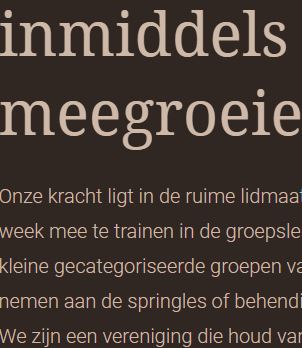 inmiddels
meegroeie
Onze kracht ligt in de ruime lidmaat
week mee te trainen in de groepsle
kleine gecategoriseerde groepen va
nemen aan de springles of behendi
We zijn een vereniging die houd van